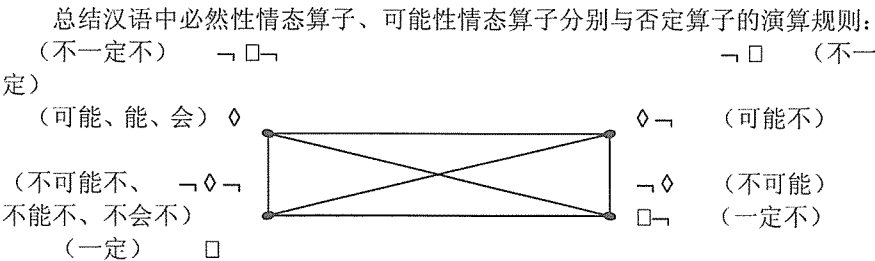 总结汉语中必然性情态算子、可能性情态算子分别与否定算子的演算规则:
（不一定不） ¬□¬ ¬□ （不一
定）
（可能、能、会）◊ ◊¬ （可能不）
（不可能不、 ¬◊¬ ¬◊ （不可能）
不能不、不会不） □¬ （一定不）
（一定） □